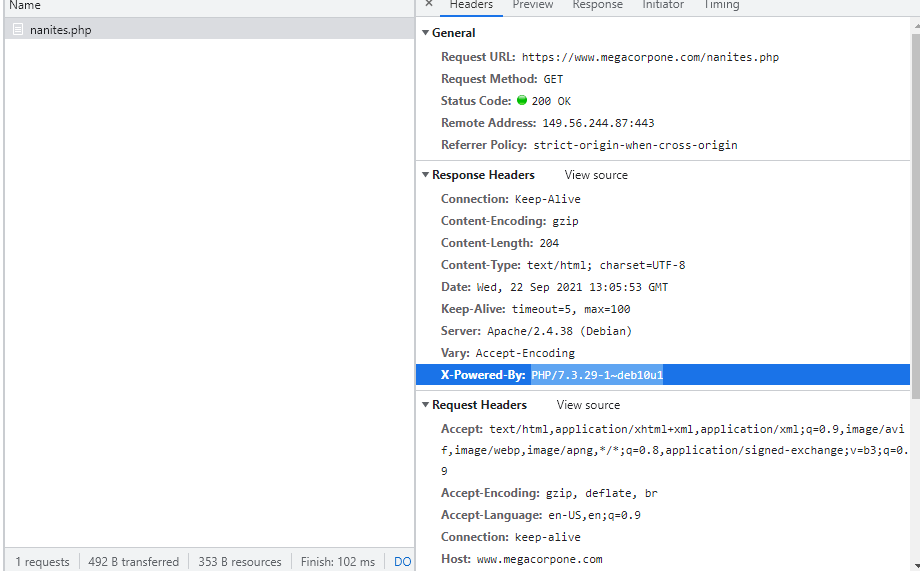 Name
× Headers Preview Response Initiator Timing
nanites.php
General
Request URL: https://www.megacorpone.com/nanites.php
Request Method: GET
Status Code: 200 OK
Remote Address: 149.56.244.87:443
Referrer Policy: strict-origin-when-cross-origin
Response Headers View source
Connection: Keep-Alive
Content-Encoding: gzip
Content-Length: 204
Content-Type: text/html; charset=UTF-8
Date: Wed, 22 Sep 2021 13:05:53 GMT
Keep-Alive: timeout=5, max=100
Server: Apache/2.4.38 (Debian)
Vary: Accept-Encoding
X-Powered-By: PHP/7.3.29-1~deb10u1
Request Headers View source
Accept: text/html,application/xhtml+xml,application/xml;q=0.9,image/avi
f,image/webp,image/apng,*/*;q=0.8,application/signed-exchange;v=b3;q=0.
9
Accept-Encoding: gzip, deflate, br
Accept-Language: en-US,en;q=0.9
Connection: keep-alive
Host: www.megacorpone.com
1 requests 492 B transferred 353 B resources Finish: 102 ms DO